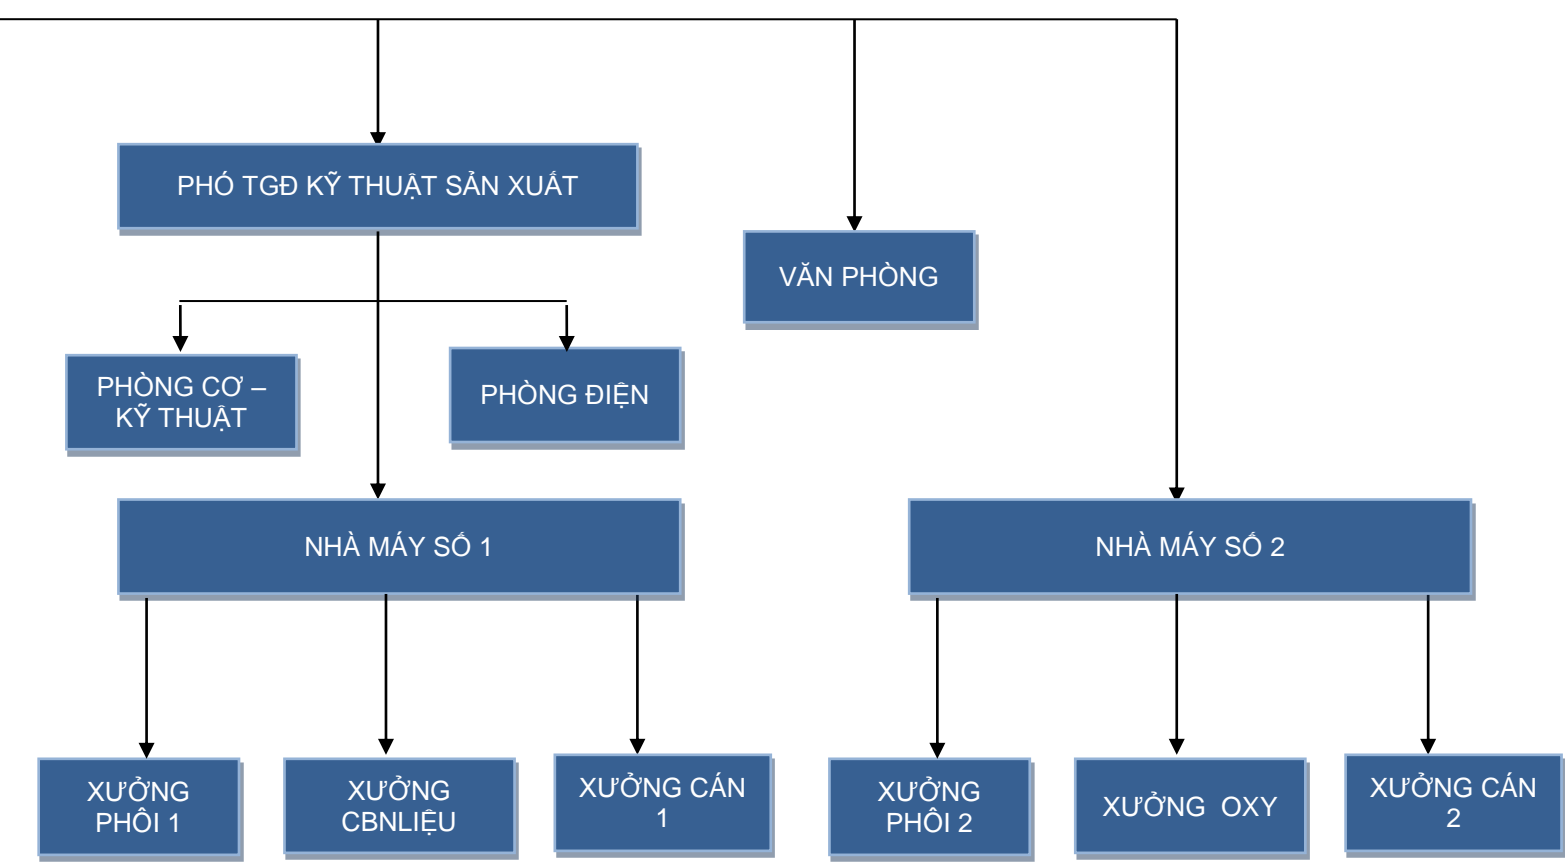 PHÓ TGĐ KỸ THUẬT SẢN XUẤT
VĂN PHÒNG
PHÒNG CƠ –
KỸ THUẬT
PHÒNG ĐIỆN
NHÀ MÁY SỐ 1
NHÀ MÁY SỐ 2
XƯỞNG
PHÔI 1
XƯỞNG
CBNLIỆU
XƯỞNG CÁN
1
XƯỞNG
PHÔI 2
XƯỞNG OXY
XƯỞNG CÁN
2